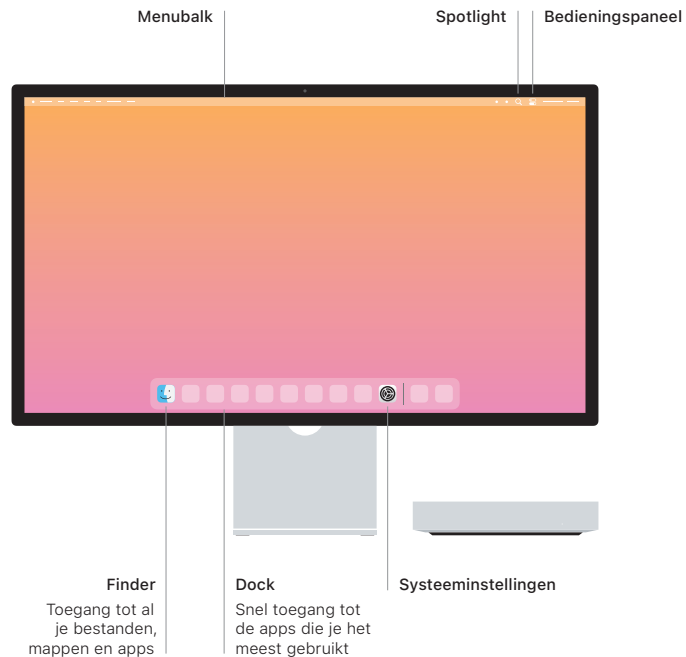 Menubalk
Spotlight
Bedieningspaneel
Finder
Toegang tot al
je bestanden,
mappen en apps
Dock
Snel toegang tot
de apps die je het
meest gebruikt
Systeeminstellingen